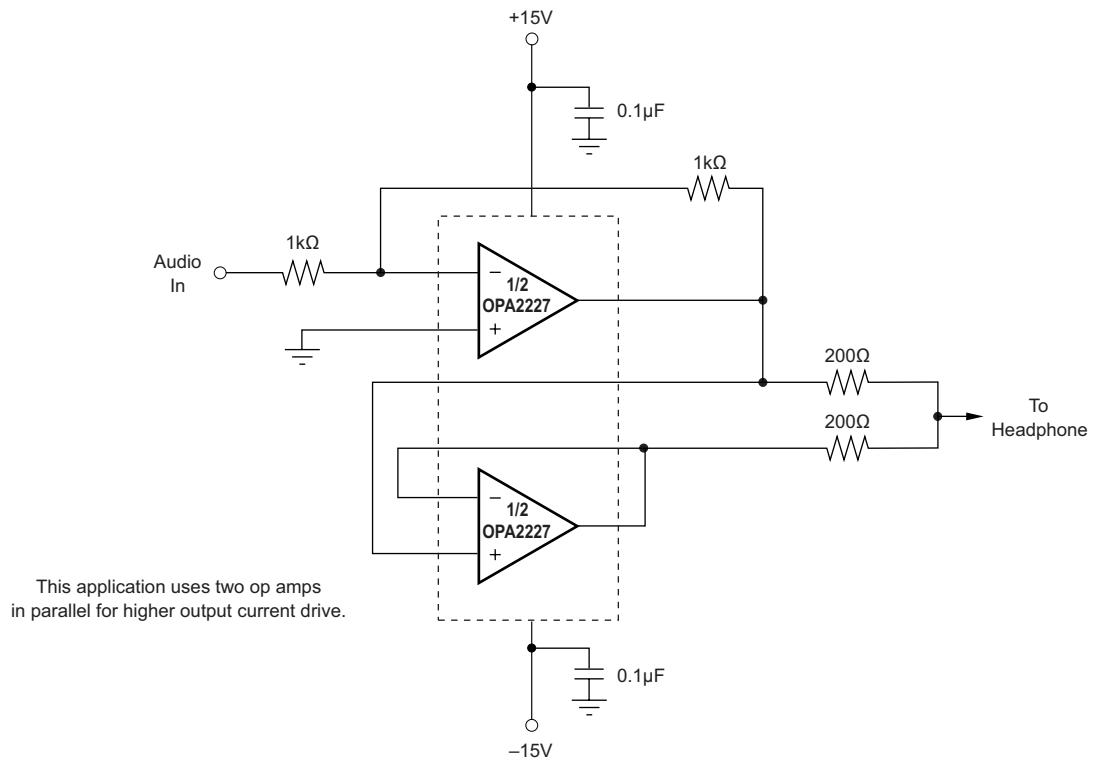 +15V
0.1µF
1kΩ
1kΩ
Audio
In
–
1/2
OPA2227
+
200Ω
To
Headphone
200Ω
–
1/2
OPA2227
+
This application uses two op amps
in parallel for higher output current drive.
0.1µF
–15V